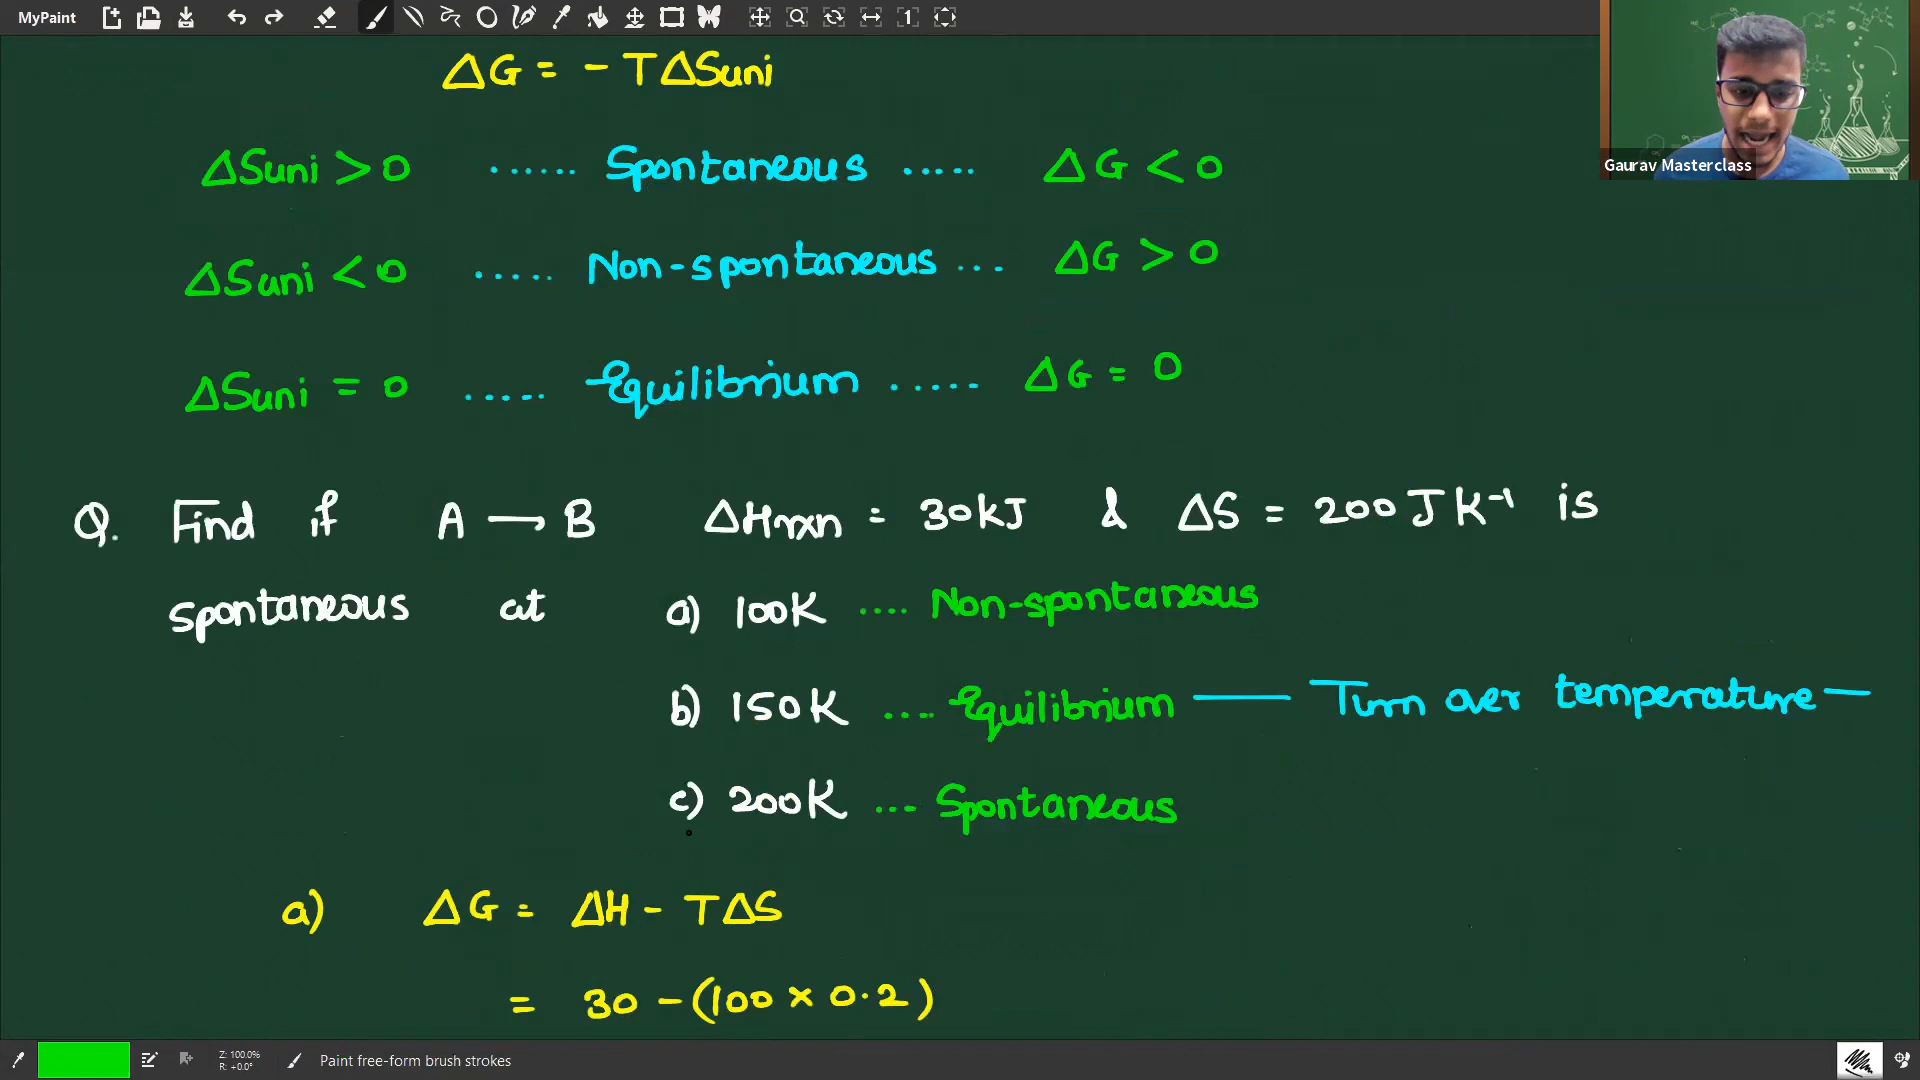 MyPaint
Gaurav Masterclass
ΔG = - TΔSuni
ΔSuni > 0 ...... Spontaneous ..... ΔG < 0
ΔSuni < 0 ..... Non-spontaneous ... ΔG > 0
ΔSuni = 0 ..... Equilibrium ..... ΔG = 0
Q. Find if A → B ΔHrxn = 30kJ & ΔS = 200JK⁻¹ is
spontaneous at a) 100K .... Non-spontaneous
b) 150K .... Equilibrium — Turn over temperature —
c) 200K ... Spontaneous
a) ΔG = ΔH - TΔS
= 30 - (100 × 0.2)
Z: 100.0%
R: +0.0°
Paint free-form brush strokes